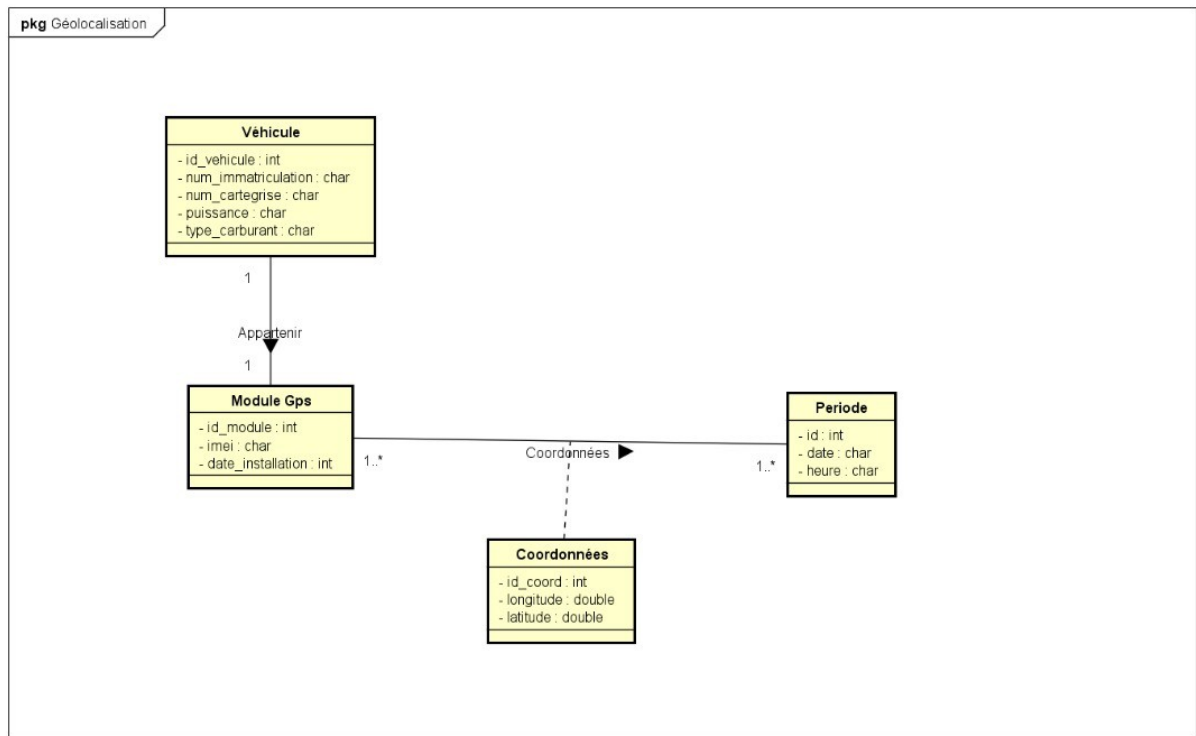 pkg Géolocalisation
Véhicule
- id_vehicule : int
- num_immatriculation : char
- num_cartegrise : char
- puissance : char
- type_carburant : char
1
Appartenir
1
Module Gps
- id_module : int
- imei : char
- date_installation : int
1..*
Coordonnées
1..*
Periode
- id : int
- date : char
- heure : char
Coordonnées
- id_coord : int
- longitude : double
- latitude : double